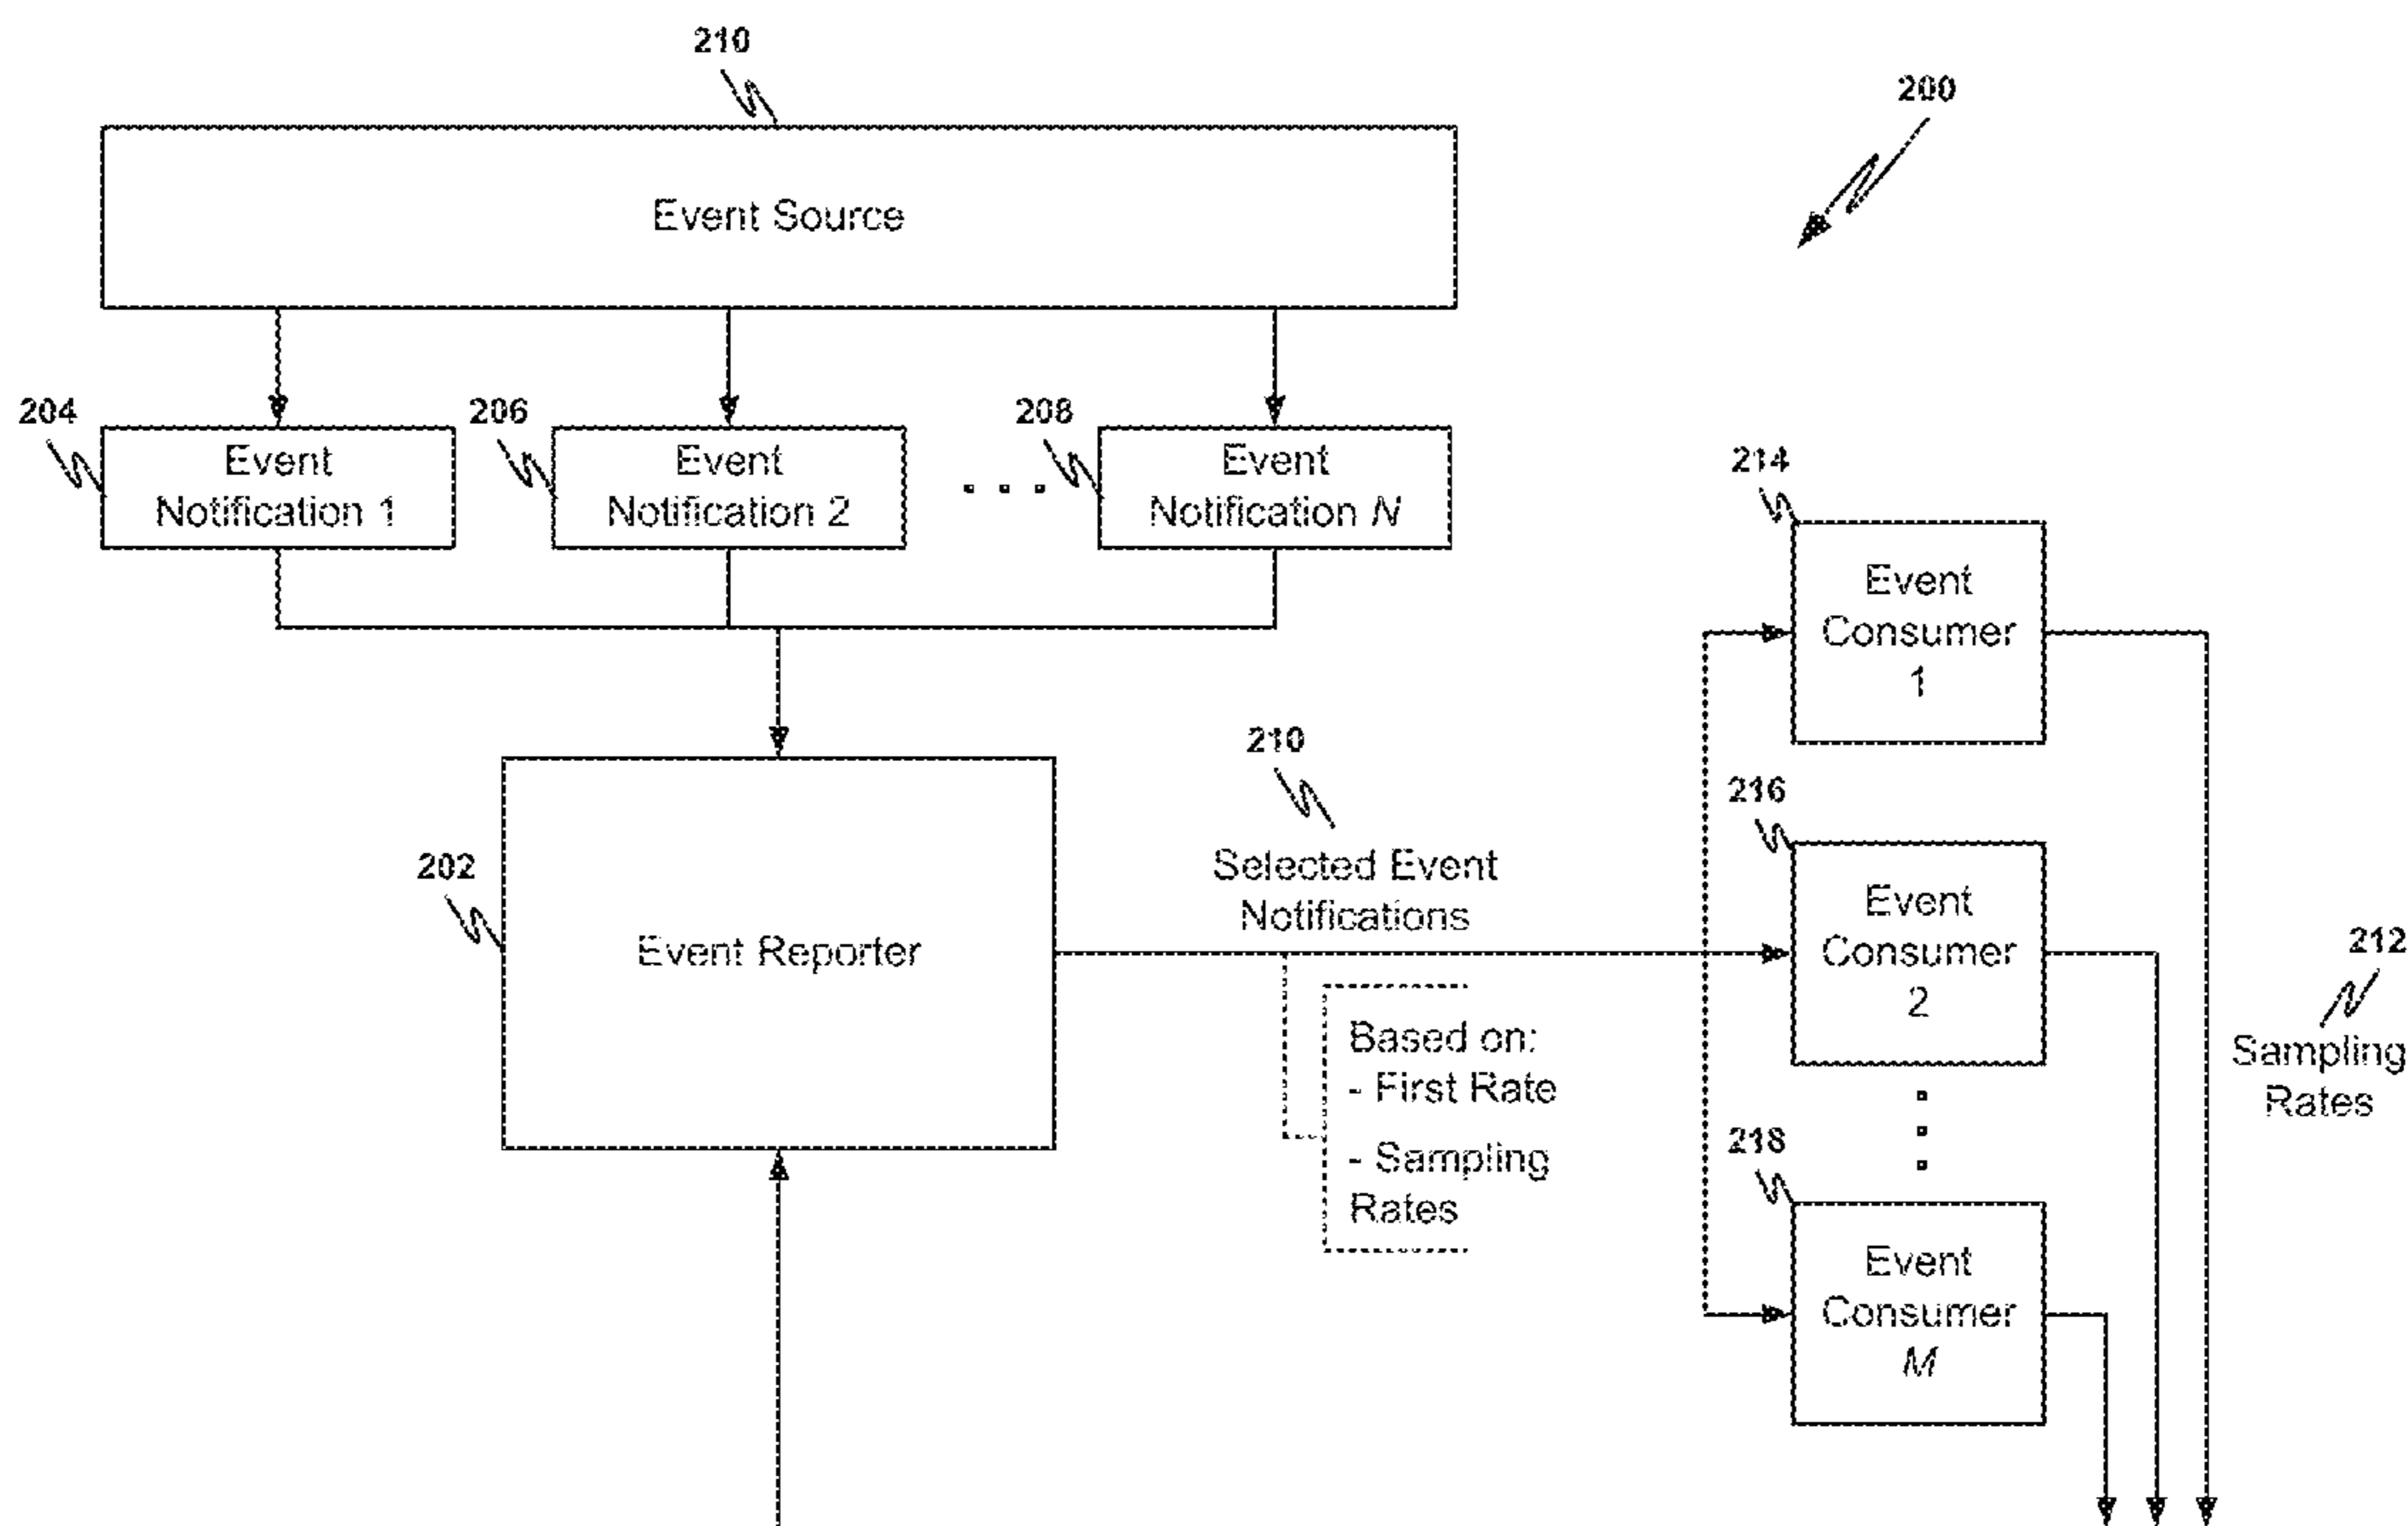 210
200
Event Source
204
206
208
Event
Notification 1
Event
Notification 2
. . .
Event
Notification N
214
Event
Consumer
1
210
Selected Event
Notifications
202
Event Reporter
216
Event
Consumer
2
212
Sampling
Rates
Based on:
- First Rate
- Sampling
Rates
218
Event
Consumer
M